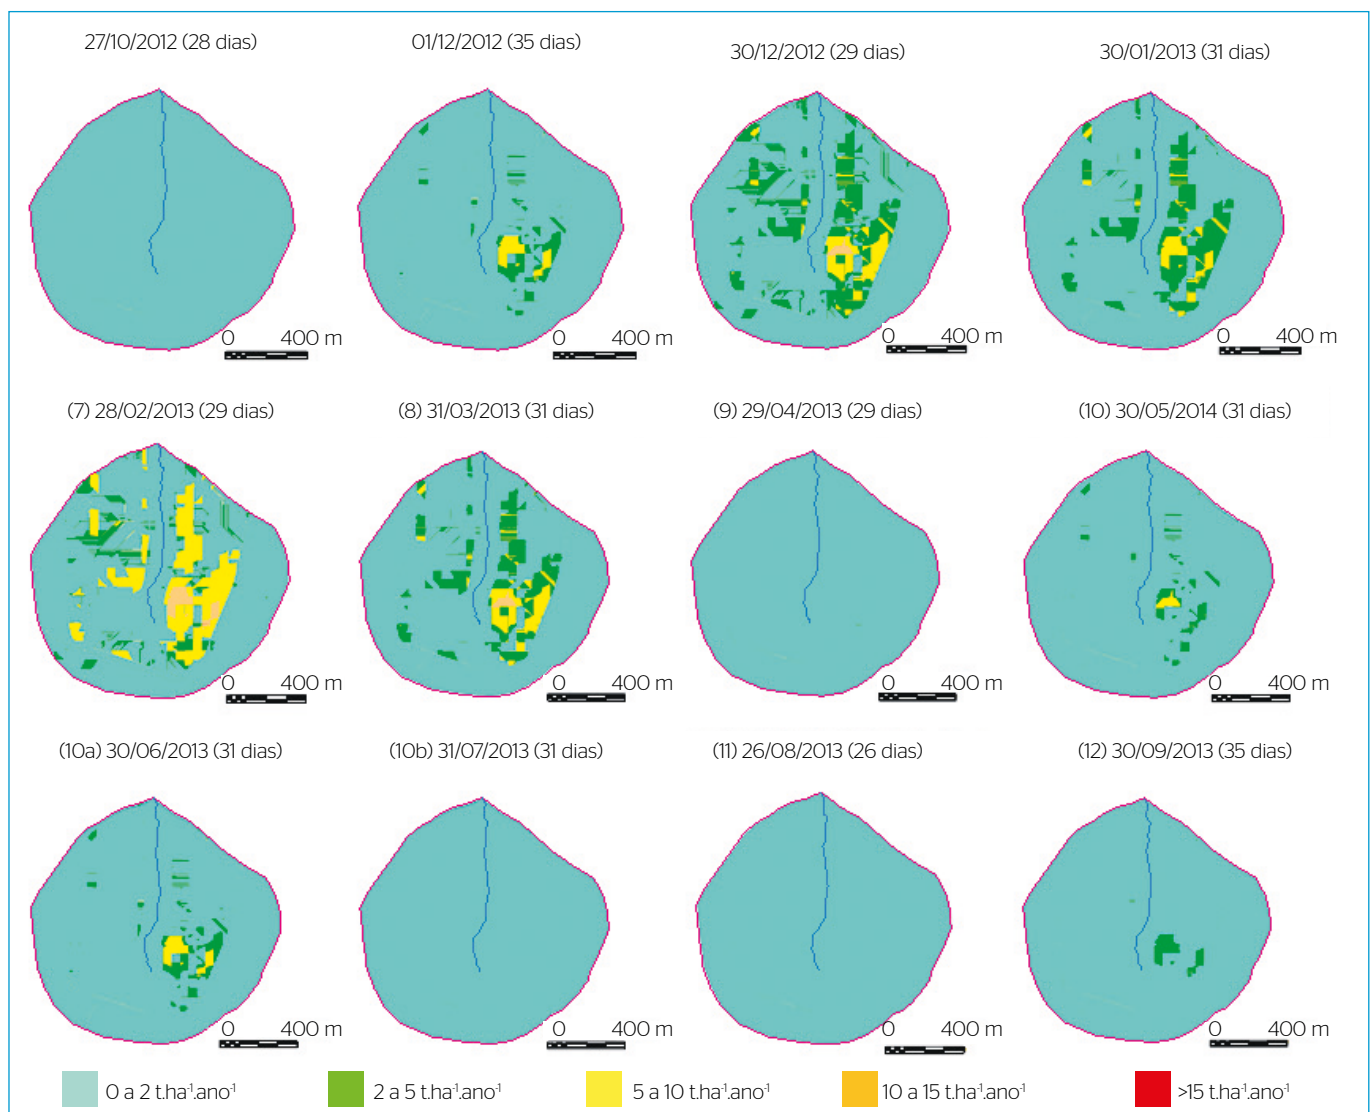 27/10/2012 (28 dias)
01/12/2012 (35 dias)
30/12/2012 (29 dias)
30/01/2013 (31 dias)
0 400 m
0 400 m
0 400 m
0 400 m
(7) 28/02/2013 (29 dias)
(8) 31/03/2013 (31 dias)
(9) 29/04/2013 (29 dias)
(10) 30/05/2014 (31 dias)
0 400 m
0 400 m
0 400 m
0 400 m
(10a) 30/06/2013 (31 dias)
(10b) 31/07/2013 (31 dias)
(11) 26/08/2013 (26 dias)
(12) 30/09/2013 (35 dias)
0 400 m
0 400 m
0 400 m
0 400 m
0 a 2 t.ha⁻¹.ano⁻¹
2 a 5 t.ha⁻¹.ano⁻¹
5 a 10 t.ha⁻¹.ano⁻¹
10 a 15 t.ha⁻¹.ano⁻¹
>15 t.ha⁻¹.ano⁻¹